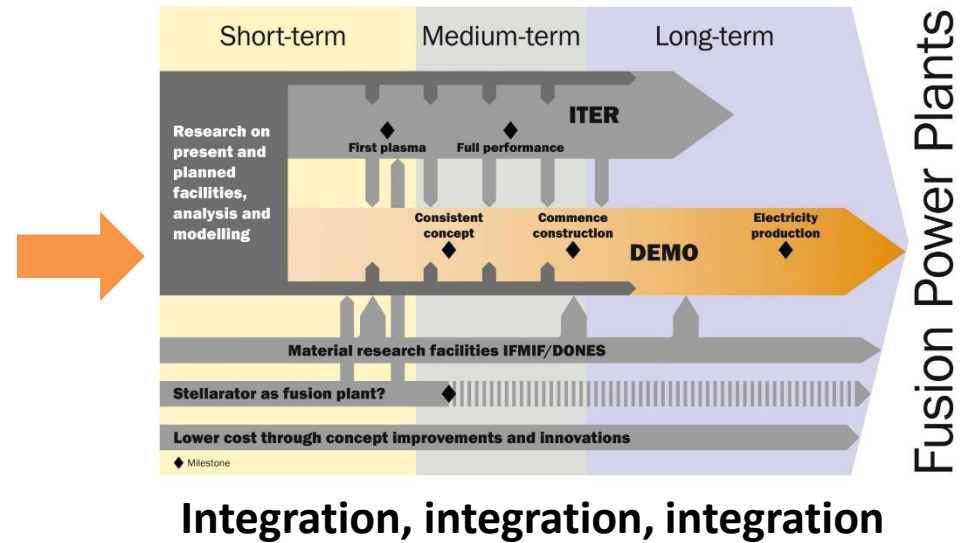 Short-term
Medium-term
Long-term
Research on
present and
planned
facilities,
analysis and
modelling
ITER
First plasma
Full performance
Consistent
concept
Commence
construction
Electricity
production
DEMO
Material research facilities IFMIF/DONES
Stellarator as fusion plant?
Lower cost through concept improvements and innovations
Milestone
Fusion Power Plants
Integration, integration, integration